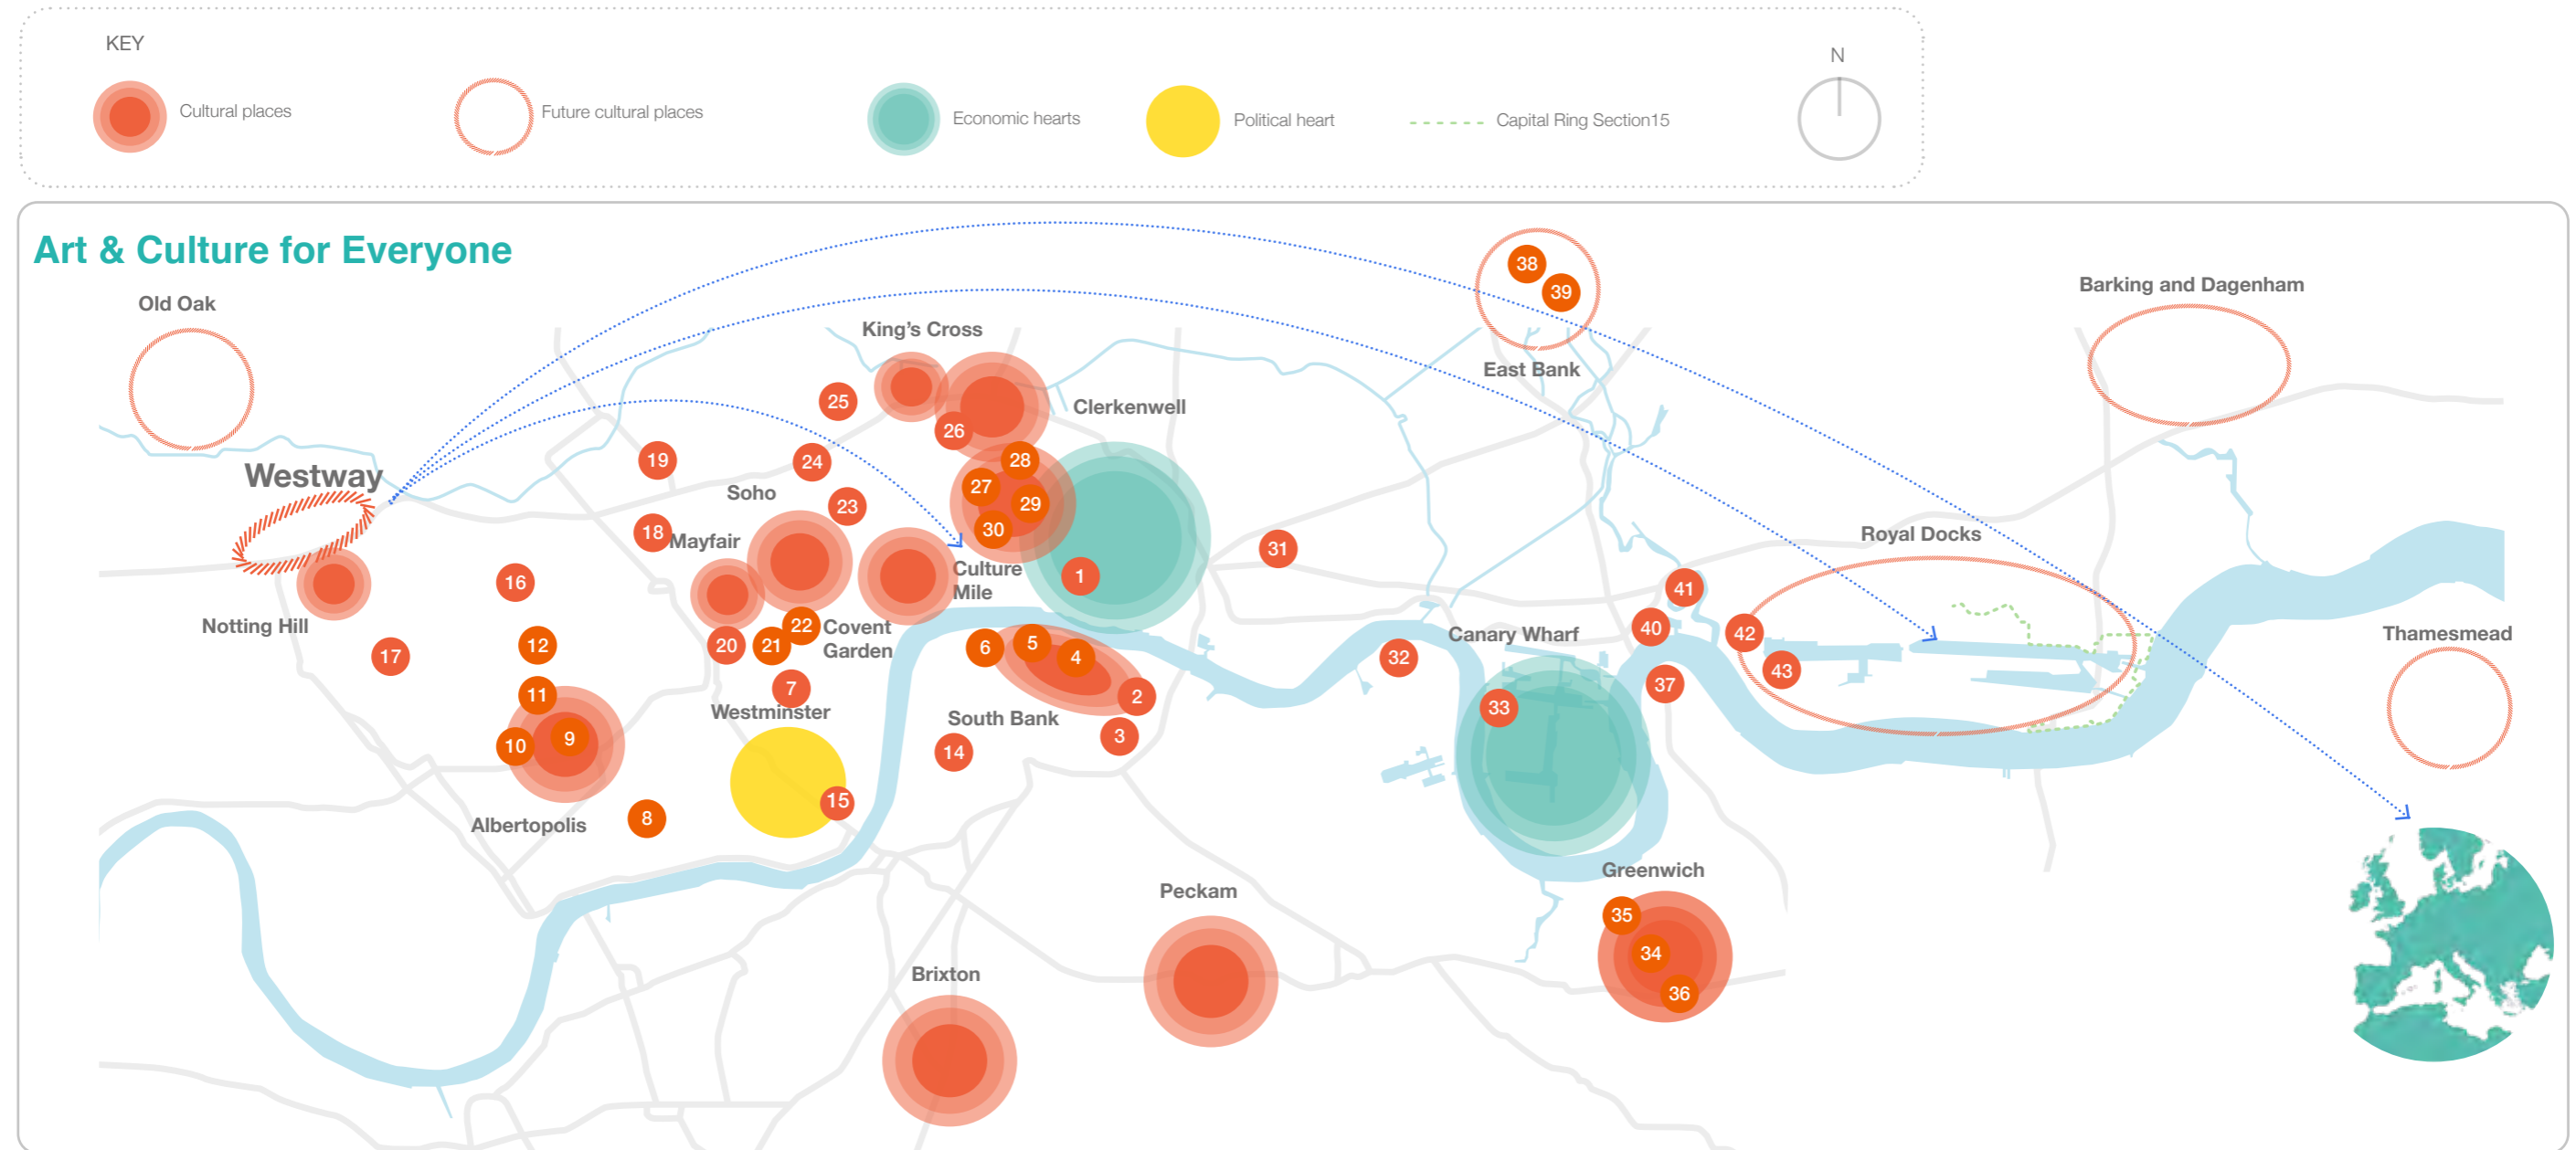 KEY
N
Cultural places
Future cultural places
Economic hearts
Political heart
Capital Ring Section15
Art & Culture for Everyone
Old Oak
King's Cross
East Bank
Barking and Dagenham
Clerkenwell
Westway
Soho
Mayfair
Royal Docks
Culture
Mile
Notting Hill
Covent
Garden
Canary Wharf
Thamesmead
Westminster
South Bank
Albertopolis
Greenwich
Peckam
Brixton
38
39
25
26
19
24
28
27
23
29
30
18
31
1
16
41
12
22
20
21
6
5
4
40
42
17
32
43
11
7
2
37
33
10
9
3
14
15
8
35
34
36